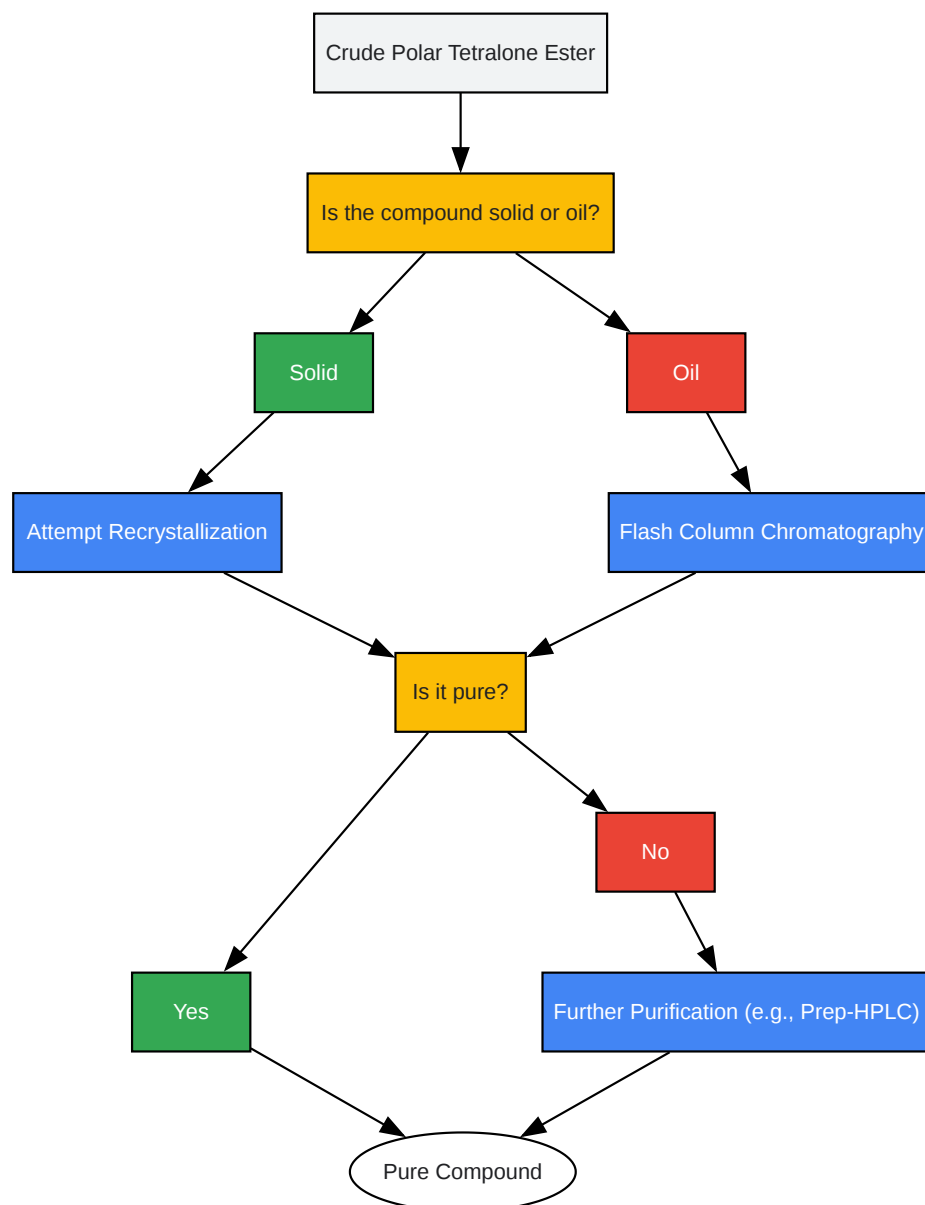 Crude Polar Tetralone Ester
Is the compound solid or oil?
Solid
Oil
Attempt Recrystallization
Flash Column Chromatography
Is it pure?
No
Yes
Further Purification (e.g., Prep-HPLC)
Pure Compound